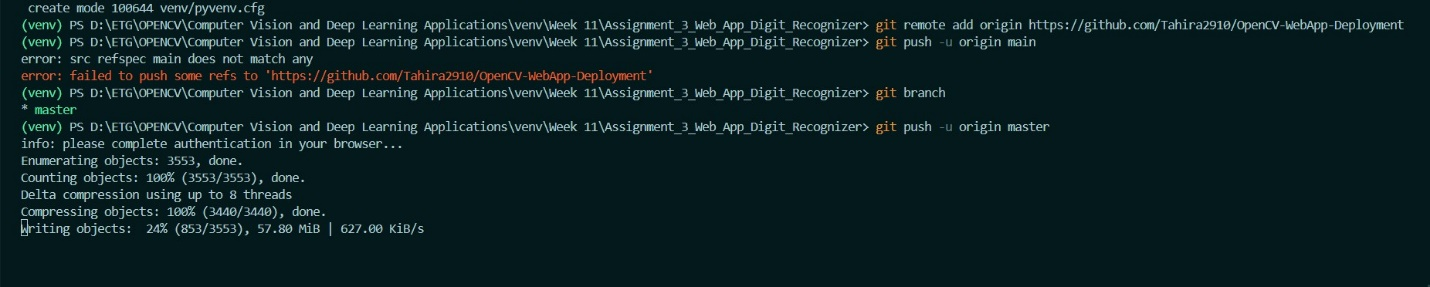 create mode 100644 venv/pyvenv.cfg
(venv) PS D:\ETG\OPENCV\Computer Vision and Deep Learning Applications\venv\Week 11\Assignment_3_Web_App_Digit_Recognizer> git remote add origin https://github.com/Tahira2910/OpenCV-WebApp-Deployment
(venv) PS D:\ETG\OPENCV\Computer Vision and Deep Learning Applications\venv\Week 11\Assignment_3_Web_App_Digit_Recognizer> git push -u origin main
error: src refspec main does not match any
error: failed to push some refs to 'https://github.com/Tahira2910/OpenCV-WebApp-Deployment'
(venv) PS D:\ETG\OPENCV\Computer Vision and Deep Learning Applications\venv\Week 11\Assignment_3_Web_App_Digit_Recognizer> git branch
* master
(venv) PS D:\ETG\OPENCV\Computer Vision and Deep Learning Applications\venv\Week 11\Assignment_3_Web_App_Digit_Recognizer> git push -u origin master
info: please complete authentication in your browser...
Enumerating objects: 3553, done.
Counting objects: 100% (3553/3553), done.
Delta compression using up to 8 threads
Compressing objects: 100% (3440/3440), done.
Writing objects:  24% (853/3553), 57.80 MiB | 627.00 KiB/s